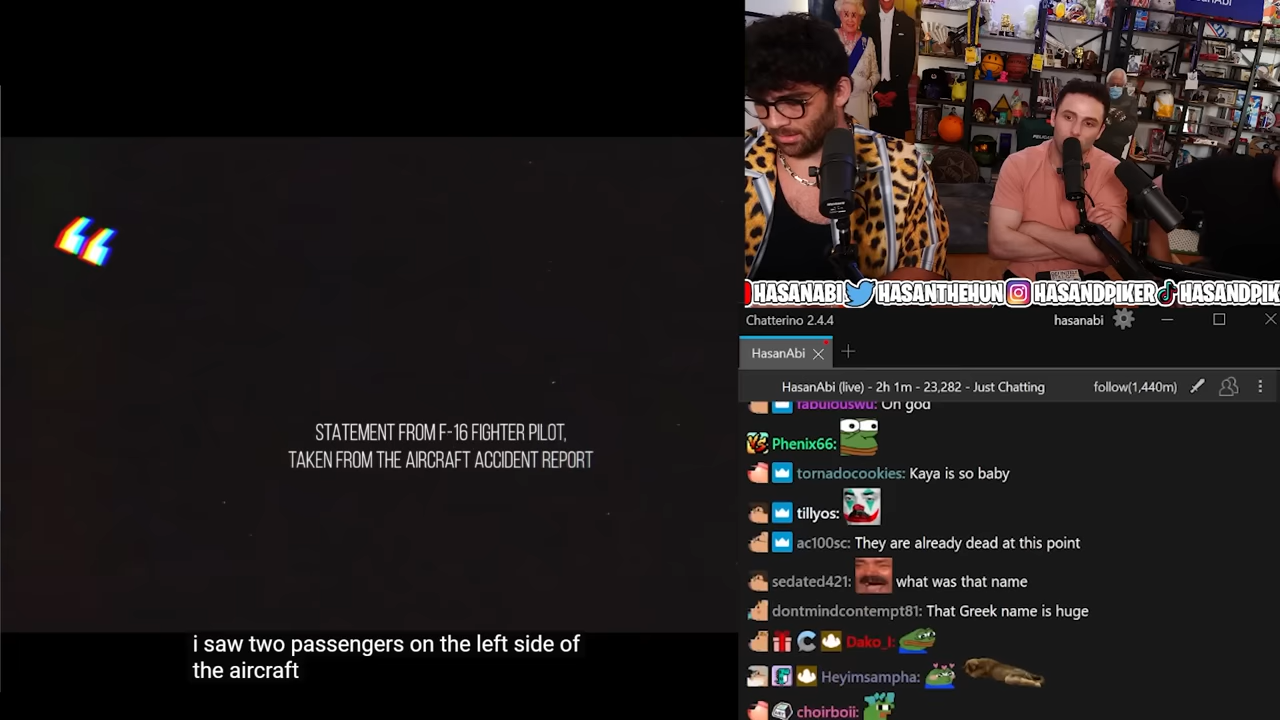 “
STATEMENT FROM F-16 FIGHTER PILOT,
TAKEN FROM THE AIRCRAFT ACCIDENT REPORT
i saw two passengers on the left side of
the aircraft
HASANABI HASANTHEHUN HASANDPIKER HASANDPIK
Chatterino 2.4.4 hasanabi
HasanAbi
HasanAbi (live) - 2h 1m - 23,282 - Just Chatting follow(1,440m)
fabulouswu: Oh god
Phenix66:
tornadocookies: Kaya is so baby
tillyos:
ac100sc: They are already dead at this point
sedated421: what was that name
dontmindcontempt81: That Greek name is huge
Dako_I:
Heyimsampha:
choirboii: